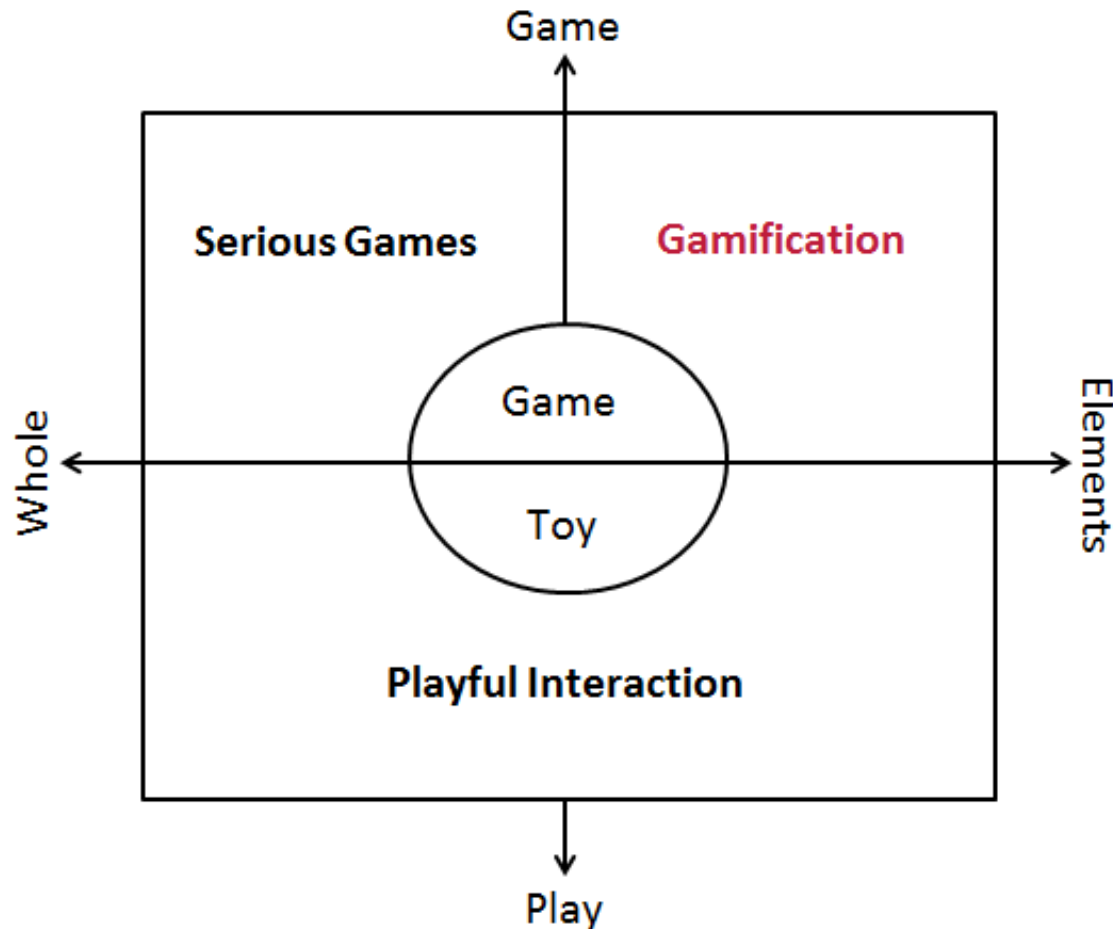 Game
Serious Games
Gamification
Game
Whole
Elements
Toy
Playful Interaction
Play